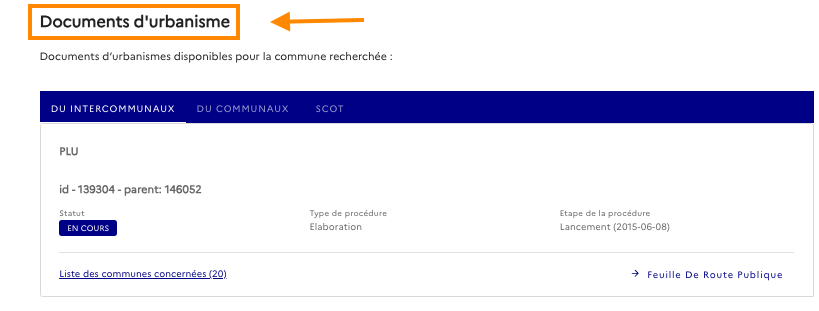 Documents d'urbanisme
Documents d'urbanismes disponibles pour la commune recherchée :
DU INTERCOMMUNAUX DU COMMUNAUX SCOT
PLU
id - 139304 - parent: 146052
Statut Type de procédure Etape de la procédure
EN COURS Elaboration Lancement (2015-06-08)
Liste des communes concernées (20) → Feuille De Route Publique